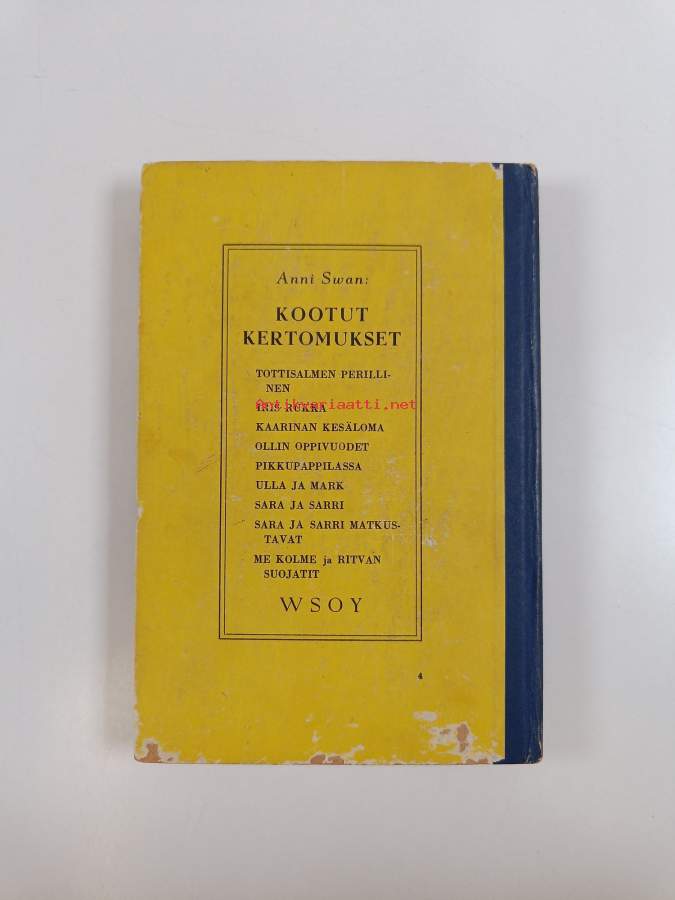 Anni Swan:
KOOTUT
KERTOMUKSET
TOTTISALMEN PERILLI-
NEN
IRIS RUKKA
Antikvariaatti.net
KAARINAN KESÄLOMA
OLLIN OPPIVUODET
PIKKUPAPPILASSA
ULLA JA MARK
SARA JA SARRI
SARA JA SARRI MATKUS-
TAVAT
ME KOLME ja RITVAN
SUOJATIT
WSOY
4